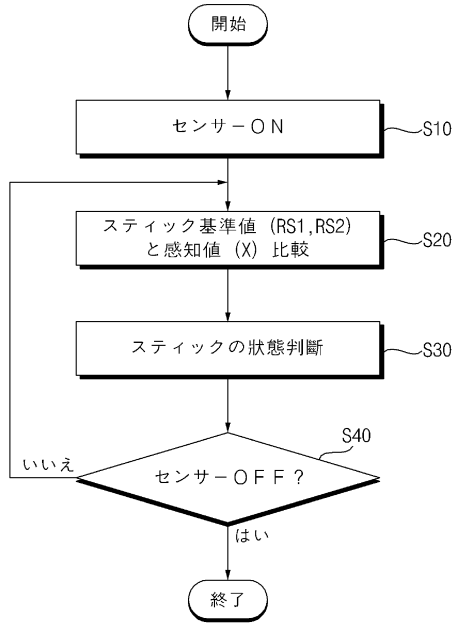 開始
センサーＯＮ
S10
スティック基準値 (RS1,RS2)
と感知値 (X) 比較
S20
スティックの狀態判斷
S30
S40
センサーＯＦＦ？
いいえ
はい
終了